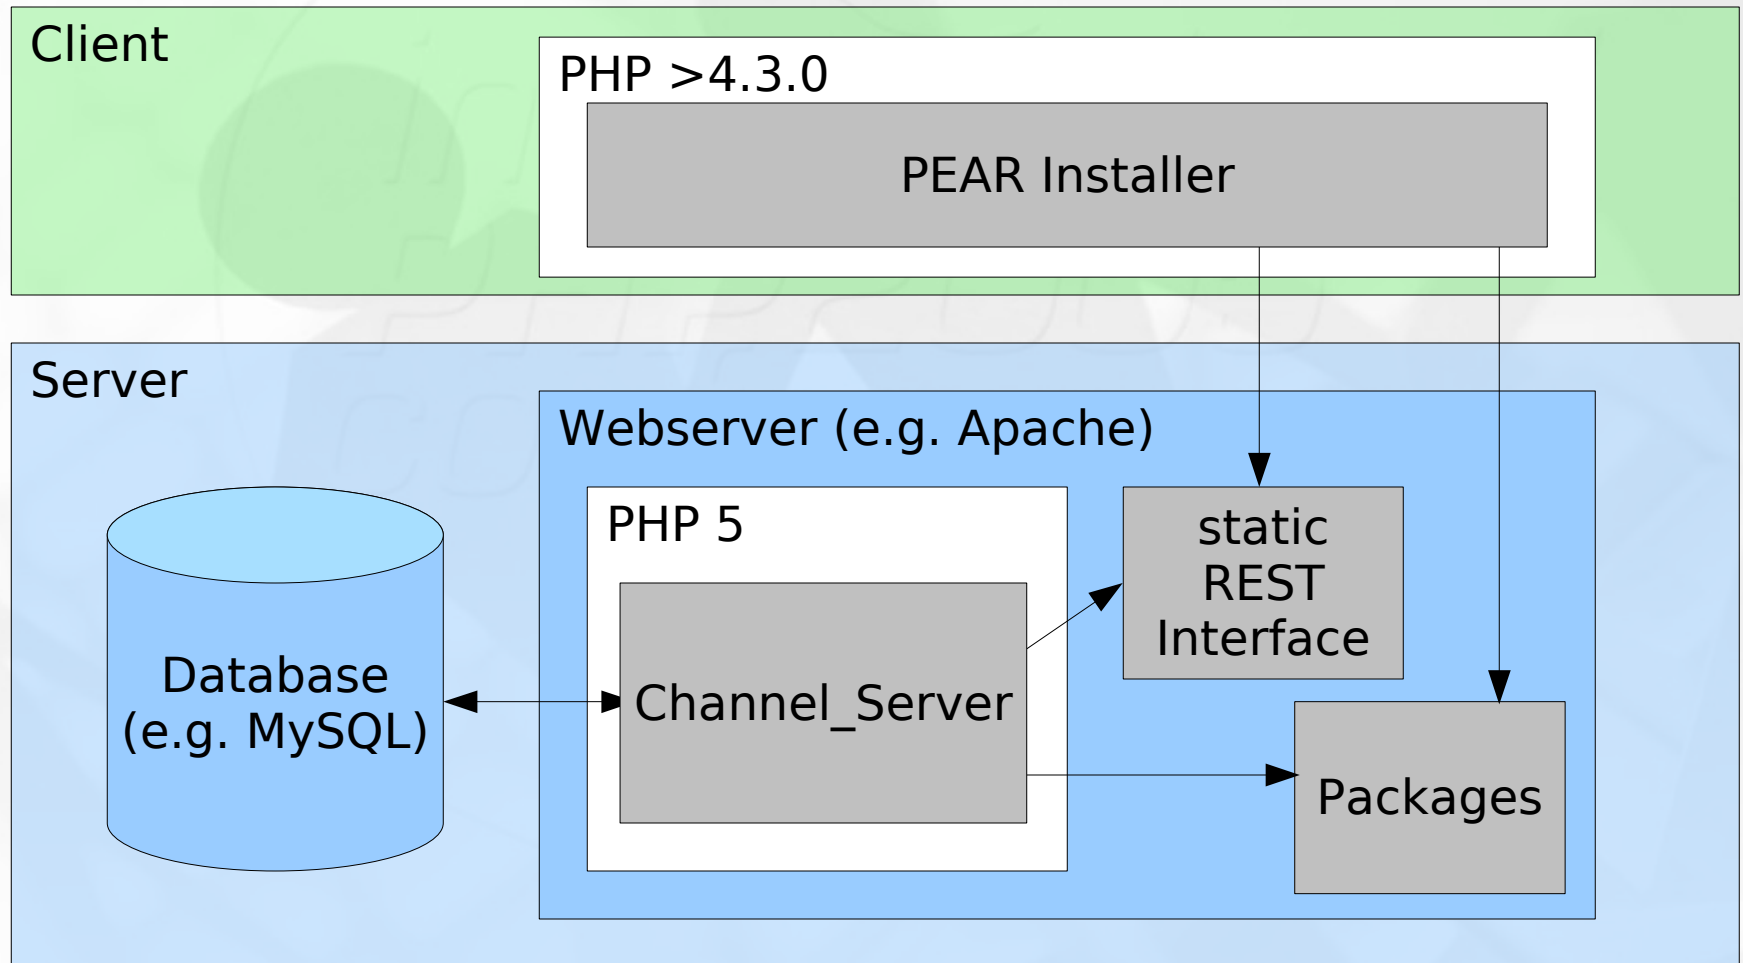 Client
PHP >4.3.0
PEAR Installer
Server
Webserver (e.g. Apache)
PHP 5
static
REST
Interface
Database
(e.g. MySQL)
Channel_Server
Packages